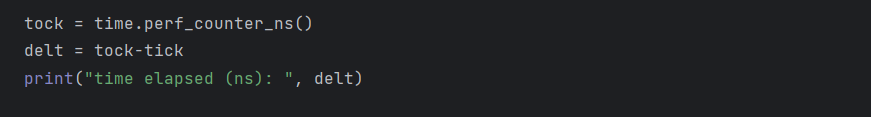 tock = time.perf_counter_ns()
delt = tock-tick
print("time elapsed (ns): ", delt)